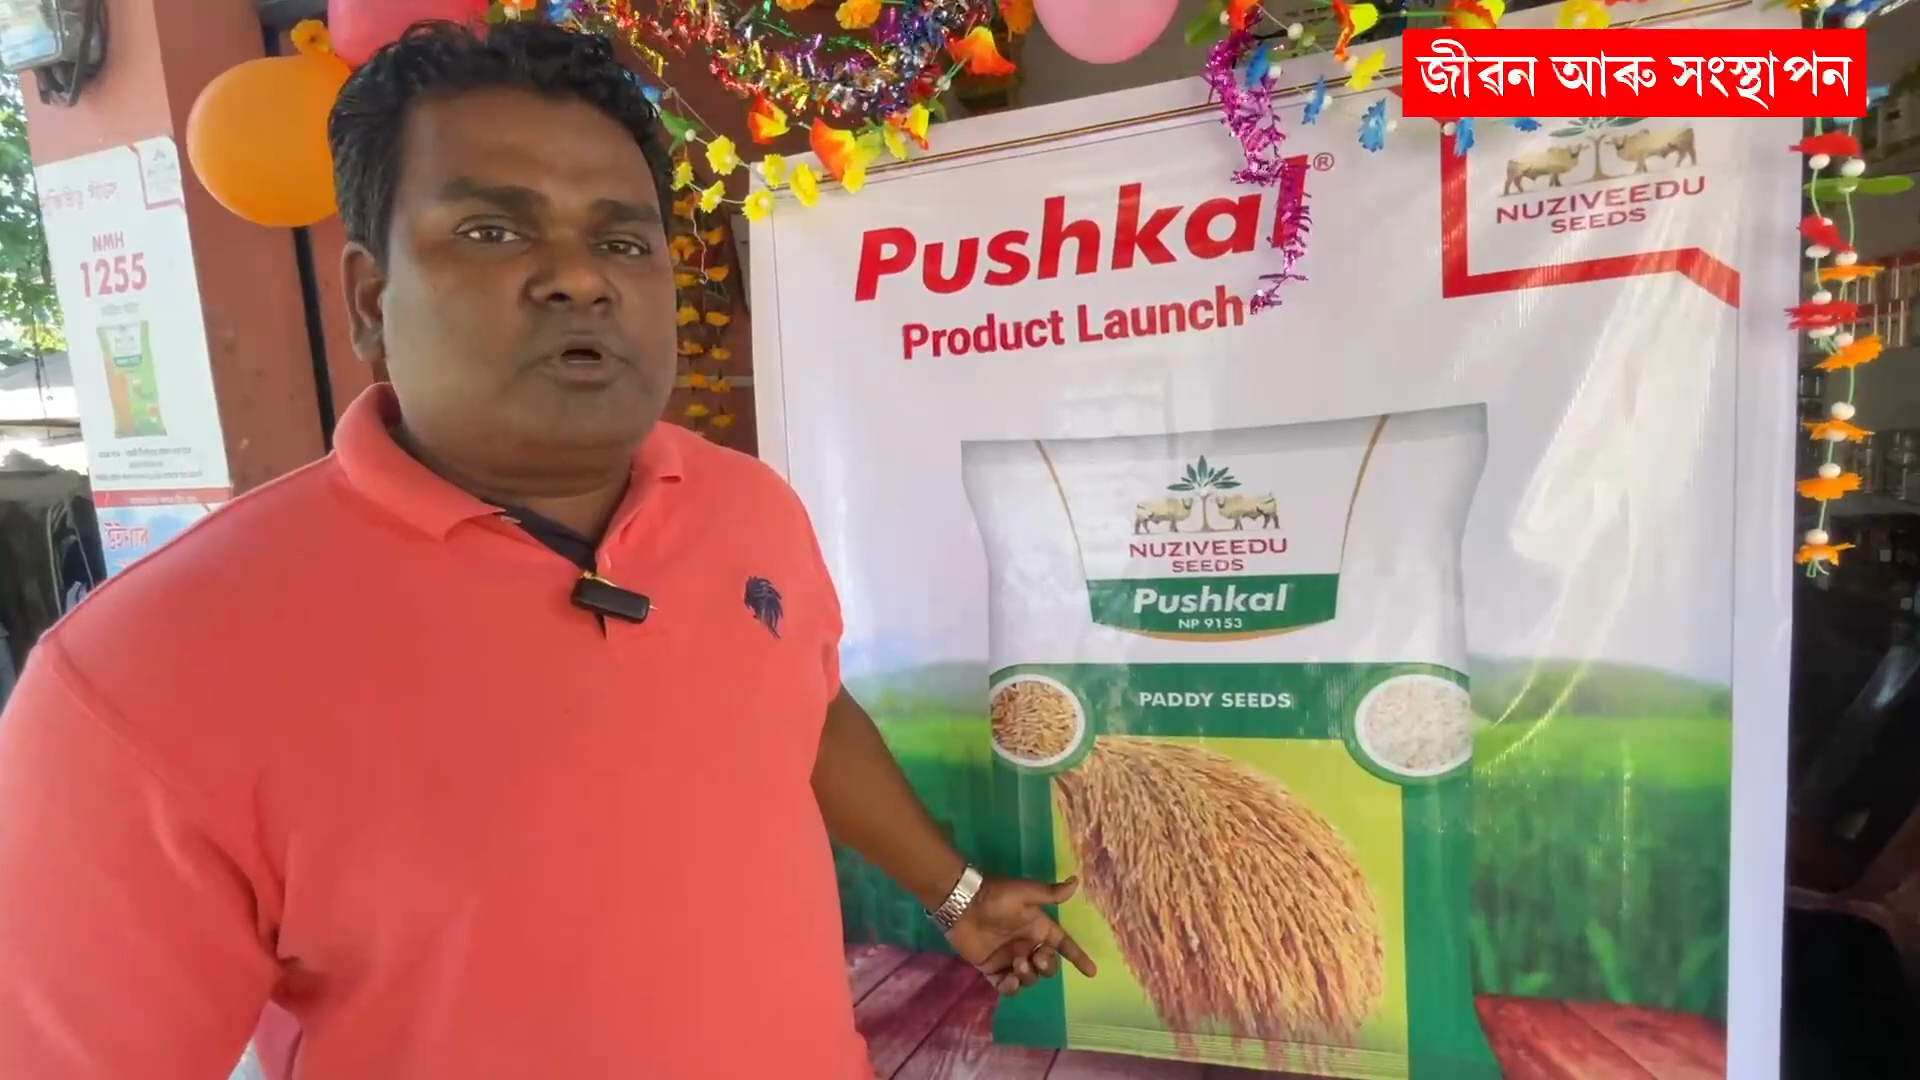 জীৱন আৰু সংস্থাপন
NUZIVEEDU
SEEDS
Pushkal®
Product Launch
NUZIVEEDU
SEEDS
Pushkal
NP 9153
PADDY SEEDS
NMH
1255